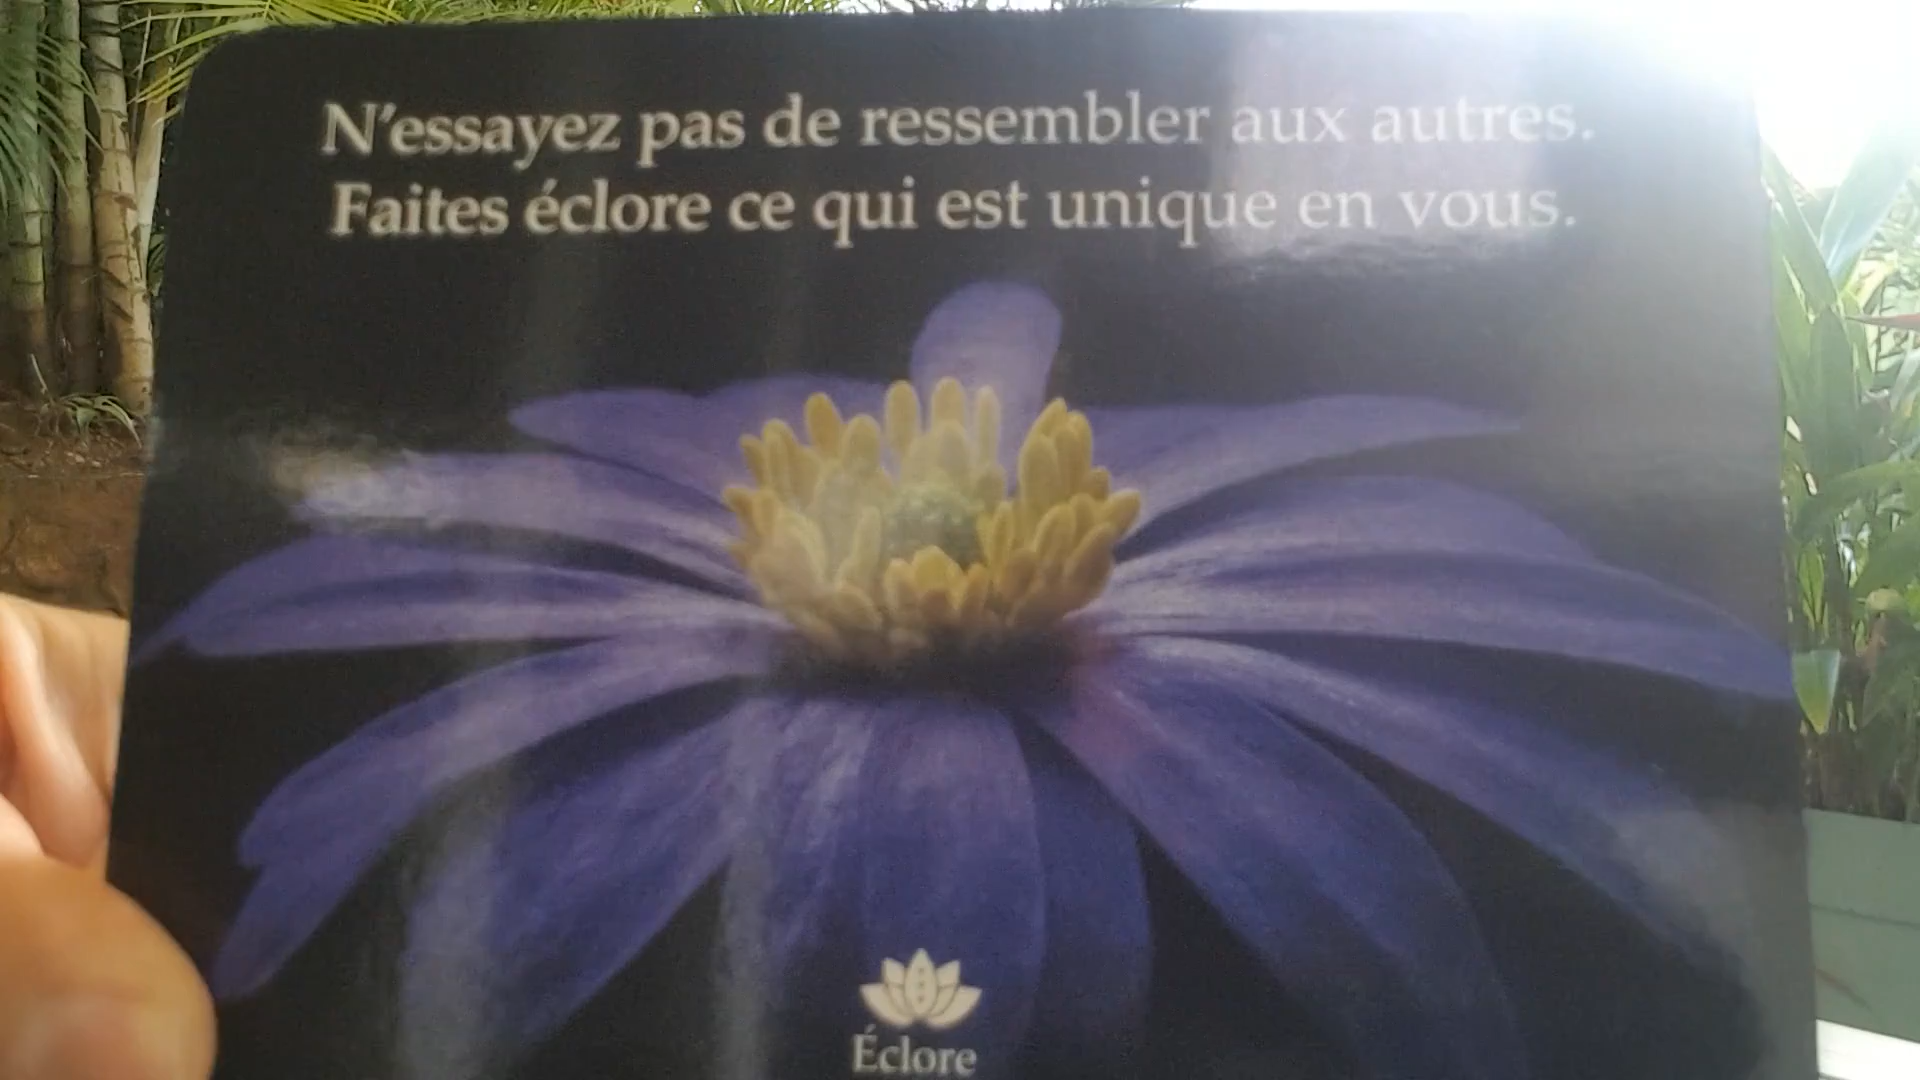 N'essayez pas de ressembler aux autres.
Faites éclore ce qui est unique en vous.
Éclore